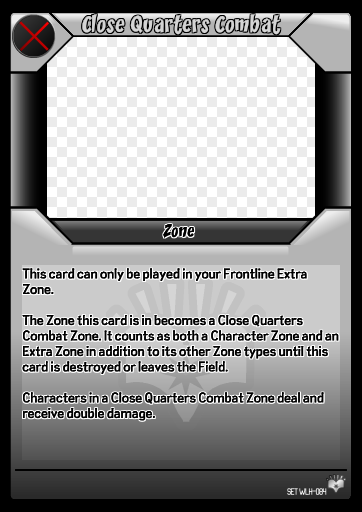 Close Quarters Combat
Zone
This card can only be played in your Frontline Extra
Zone.
The Zone this card is in becomes a Close Quarters
Combat Zone. It counts as both a Character Zone and an
Extra Zone in addition to its other Zone types until this
card is destroyed or leaves the Field.
Characters in a Close Quarters Combat Zone deal and
receive double damage.
SET WLH-084